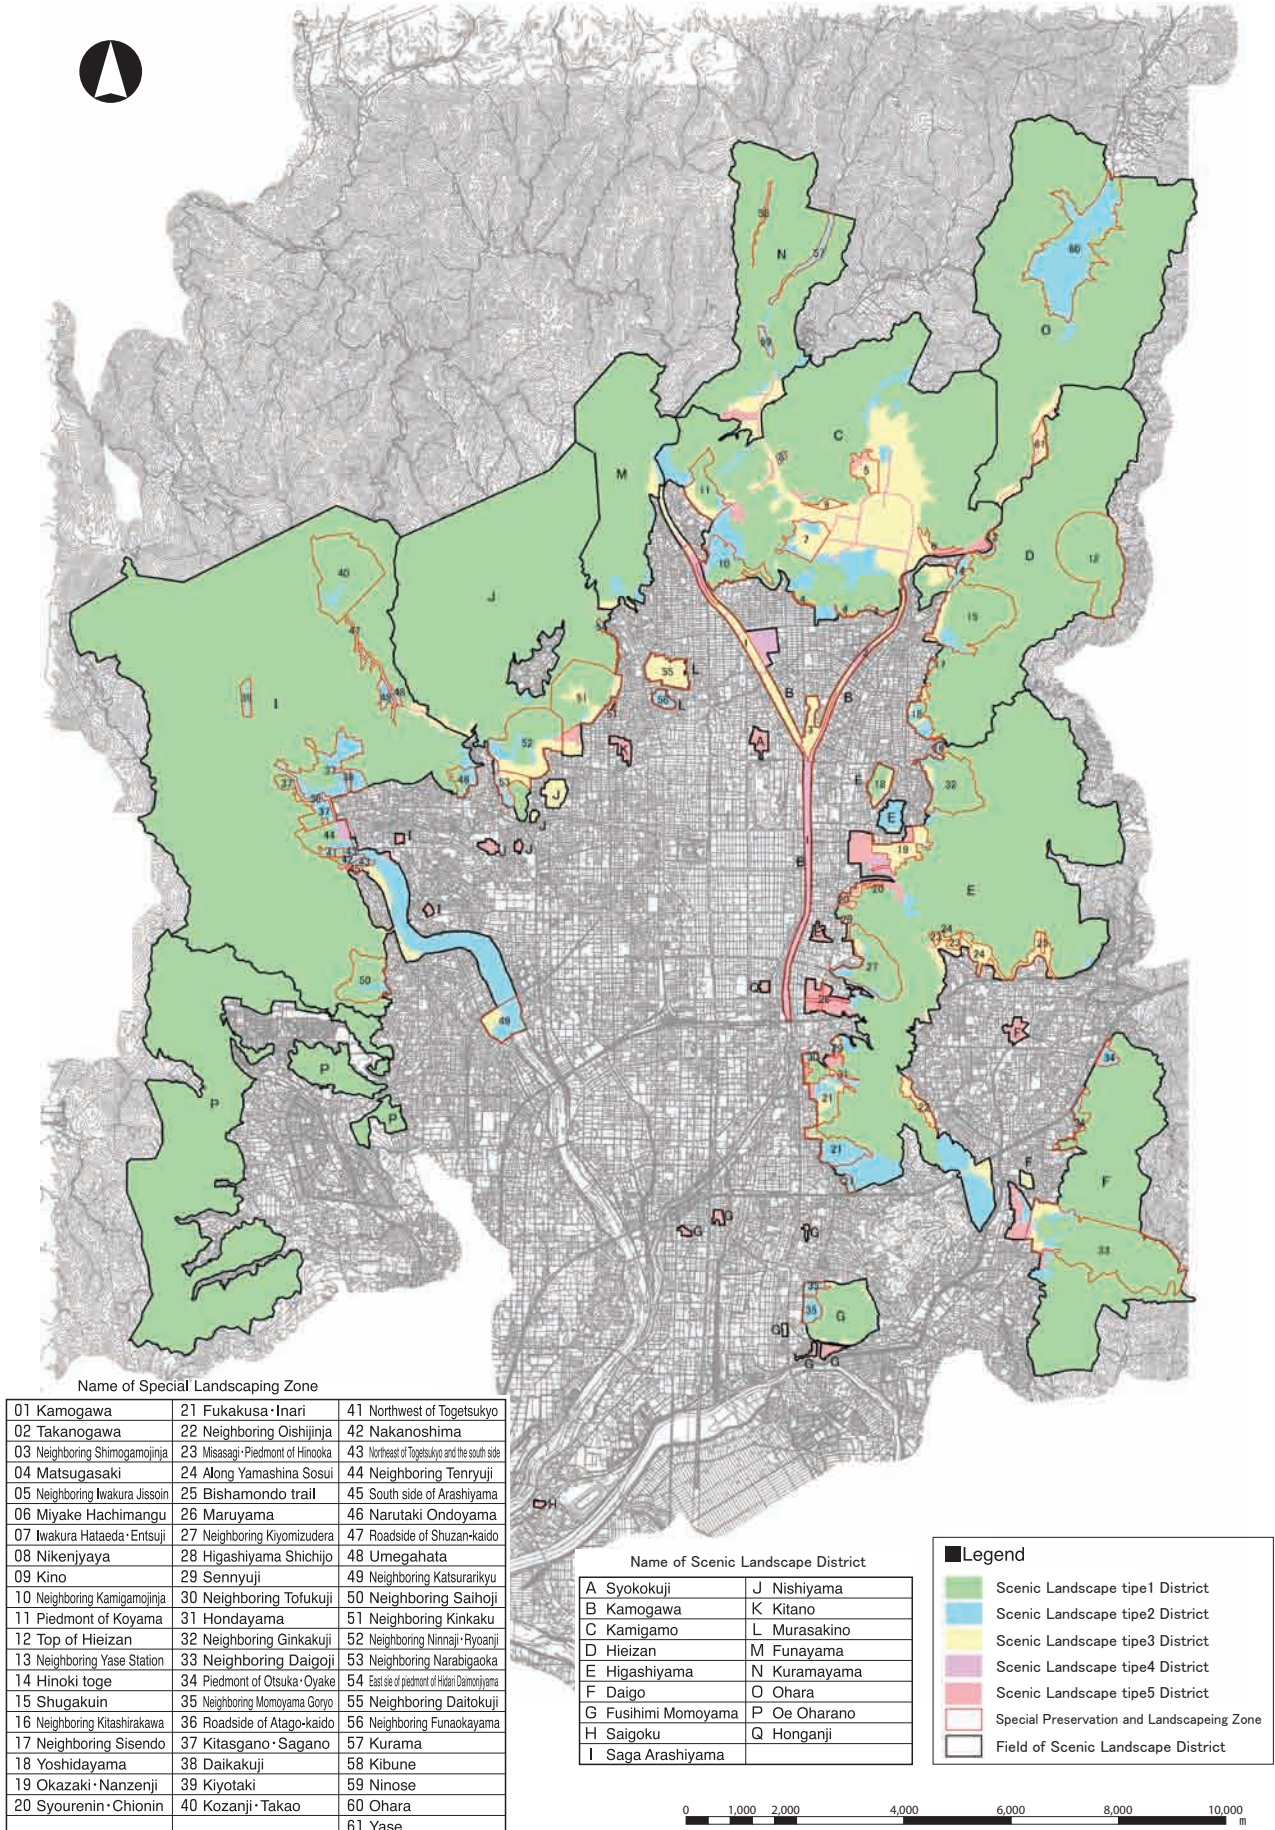 Name of Special Landscaping Zone
01 Kamogawa
02 Takanogawa
03 Neighboring Shimogamojinja
04 Matsugasaki
05 Neighboring Iwakura Jissoin
06 Miyake Hachimangu
07 Iwakura Hataeda・Entsuji
08 Nikenjyaya
09 Kino
10 Neighboring Kamigamojinja
11 Piedmont of Koyama
12 Top of Hieizan
13 Neighboring Yase Station
14 Hinoki toge
15 Shugakuin
16 Neighboring Kitashirakawa
17 Neighboring Sisendo
18 Yoshidayama
19 Okazaki・Nanzenji
20 Syourenin・Chionin
21 Fukakusa・Inari
22 Neighboring Oishijinja
23 Misasagi・Piedmont of Hinooka
24 Along Yamashina Sosui
25 Bishamondo trail
26 Maruyama
27 Neighboring Kiyomizudera
28 Higashiyama Shichijo
29 Sennyuji
30 Neighboring Tofukuji
31 Hondayama
32 Neighboring Ginkakuji
33 Neighboring Daigoji
34 Piedmont of Otsuka・Oyake
35 Neighboring Momoyama Goryo
36 Roadside of Atago-kaido
37 Kitasgano・Sagano
38 Daikakuji
39 Kiyotaki
40 Kozanji・Takao
41 Northwest of Togetsukyo
42 Nakanoshima
43 Northeast of Togetsukyo and the south side
44 Neighboring Tenryuji
45 South side of Arashiyama
46 Narutaki Ondoyama
47 Roadside of Shuzan-kaido
48 Umegahata
49 Neighboring Katsurarikyu
50 Neighboring Saihoji
51 Neighboring Kinkaku
52 Neighboring Ninnaji・Ryoanji
53 Neighboring Narabigaoka
54 East sie of piedmont of Hidari Daimonjiyama
55 Neighboring Daitokuji
56 Neighboring Funaokayama
57 Kurama
58 Kibune
59 Ninose
60 Ohara
61 Yase
Name of Scenic Landscape District
A Syokokuji
B Kamogawa
C Kamigamo
D Hieizan
E Higashiyama
F Daigo
G Fusihimi Momoyama
H Saigoku
I Saga Arashiyama
J Nishiyama
K Kitano
L Murasakino
M Funayama
N Kuramayama
O Ohara
P Oe Oharano
Q Honganji
■Legend
Scenic Landscape tipe1 District
Scenic Landscape tipe2 District
Scenic Landscape tipe3 District
Scenic Landscape tipe4 District
Scenic Landscape tipe5 District
Special Preservation and Landscapeing Zone
Field of Scenic Landscape District
0 1,000 2,000 4,000 6,000 8,000 10,000
m